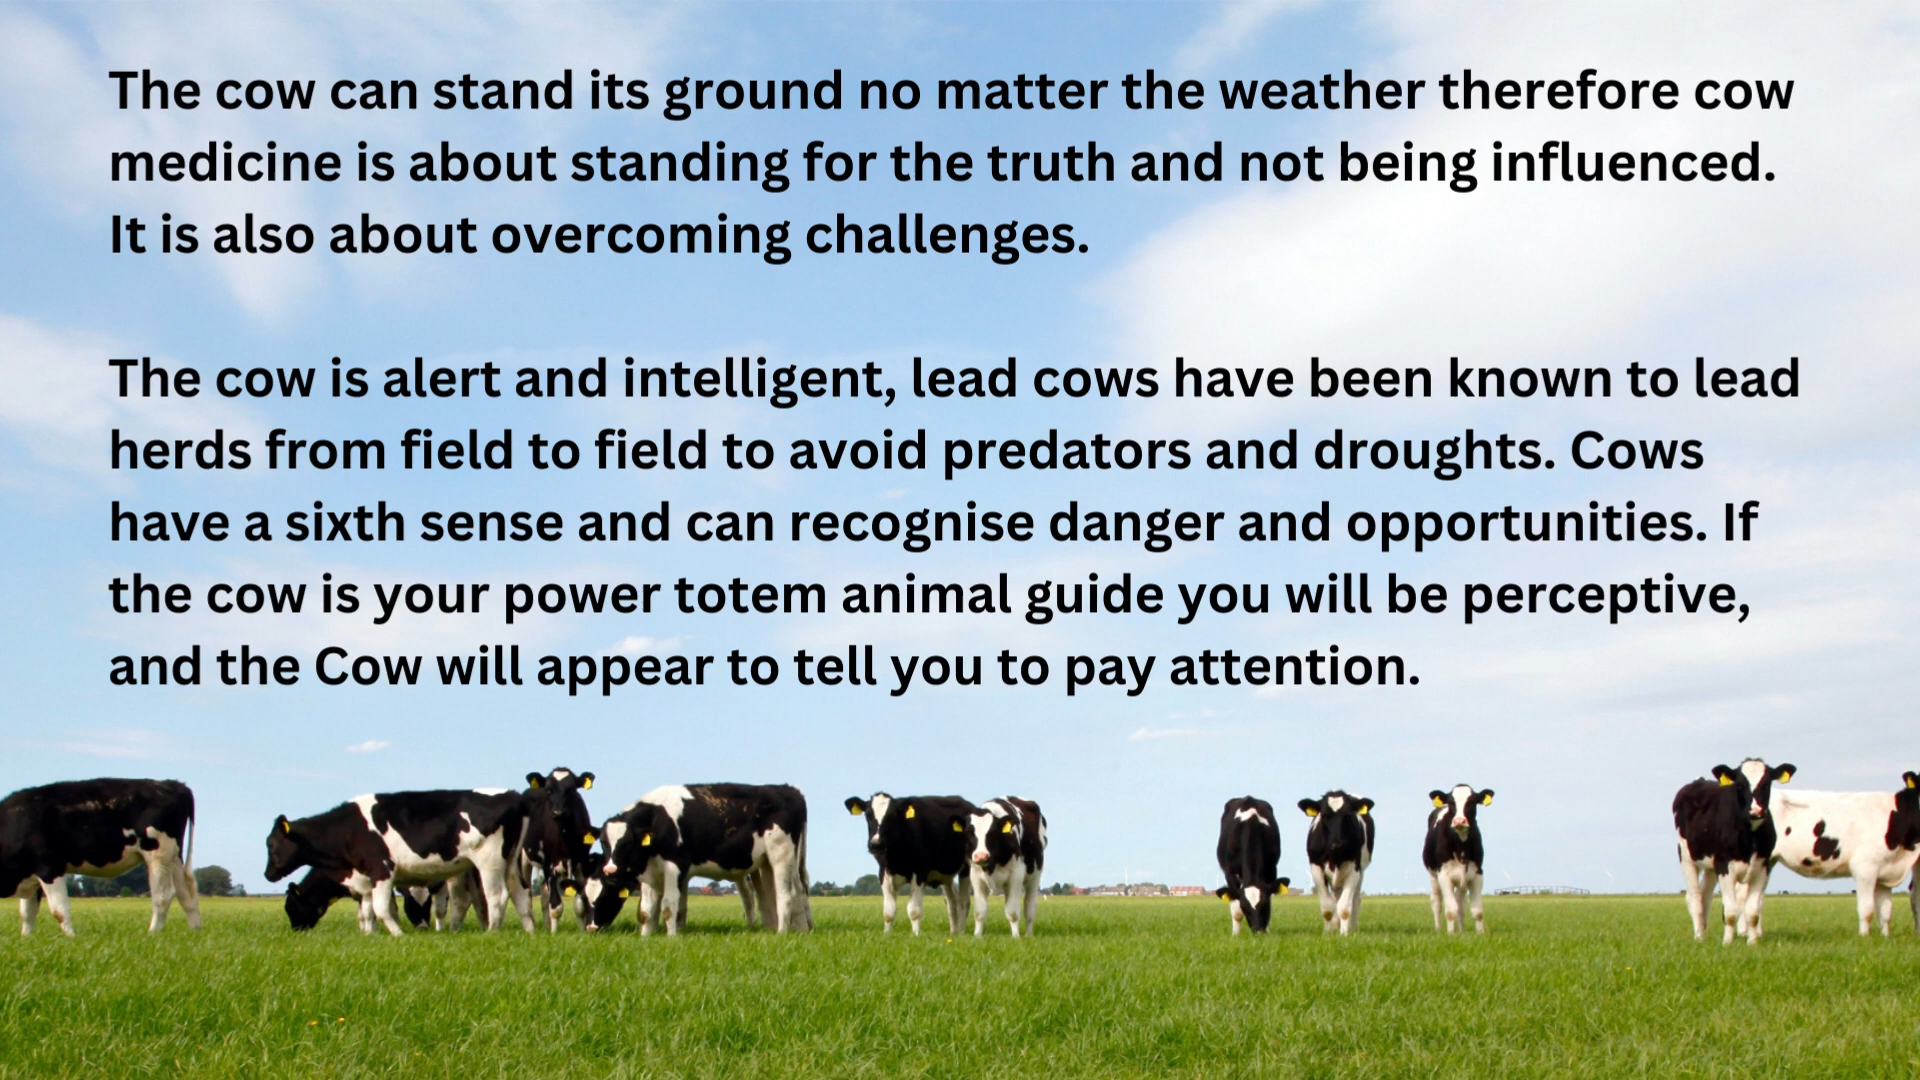 The cow can stand its ground no matter the weather therefore cow
medicine is about standing for the truth and not being influenced.
It is also about overcoming challenges.
The cow is alert and intelligent, lead cows have been known to lead
herds from field to field to avoid predators and droughts. Cows
have a sixth sense and can recognise danger and opportunities. If
the cow is your power totem animal guide you will be perceptive,
and the Cow will appear to tell you to pay attention.